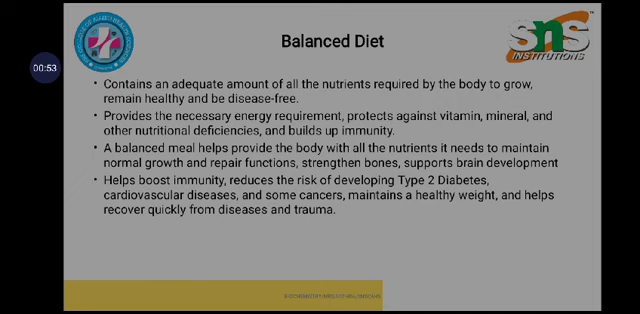 00:53
Balanced Diet
SNS
INSTITUTIONS
• Contains an adequate amount of all the nutrients required by the body to grow,
remain healthy and be disease-free.
• Provides the necessary energy requirement, protects against vitamin, mineral, and
other nutritional deficiencies, and builds up immunity.
• A balanced meal helps provide the body with all the nutrients it needs to maintain
normal growth and repair functions, strengthen bones, supports brain development
• Helps boost immunity, reduces the risk of developing Type 2 Diabetes,
cardiovascular diseases, and some cancers, maintains a healthy weight, and helps
recover quickly from diseases and trauma.